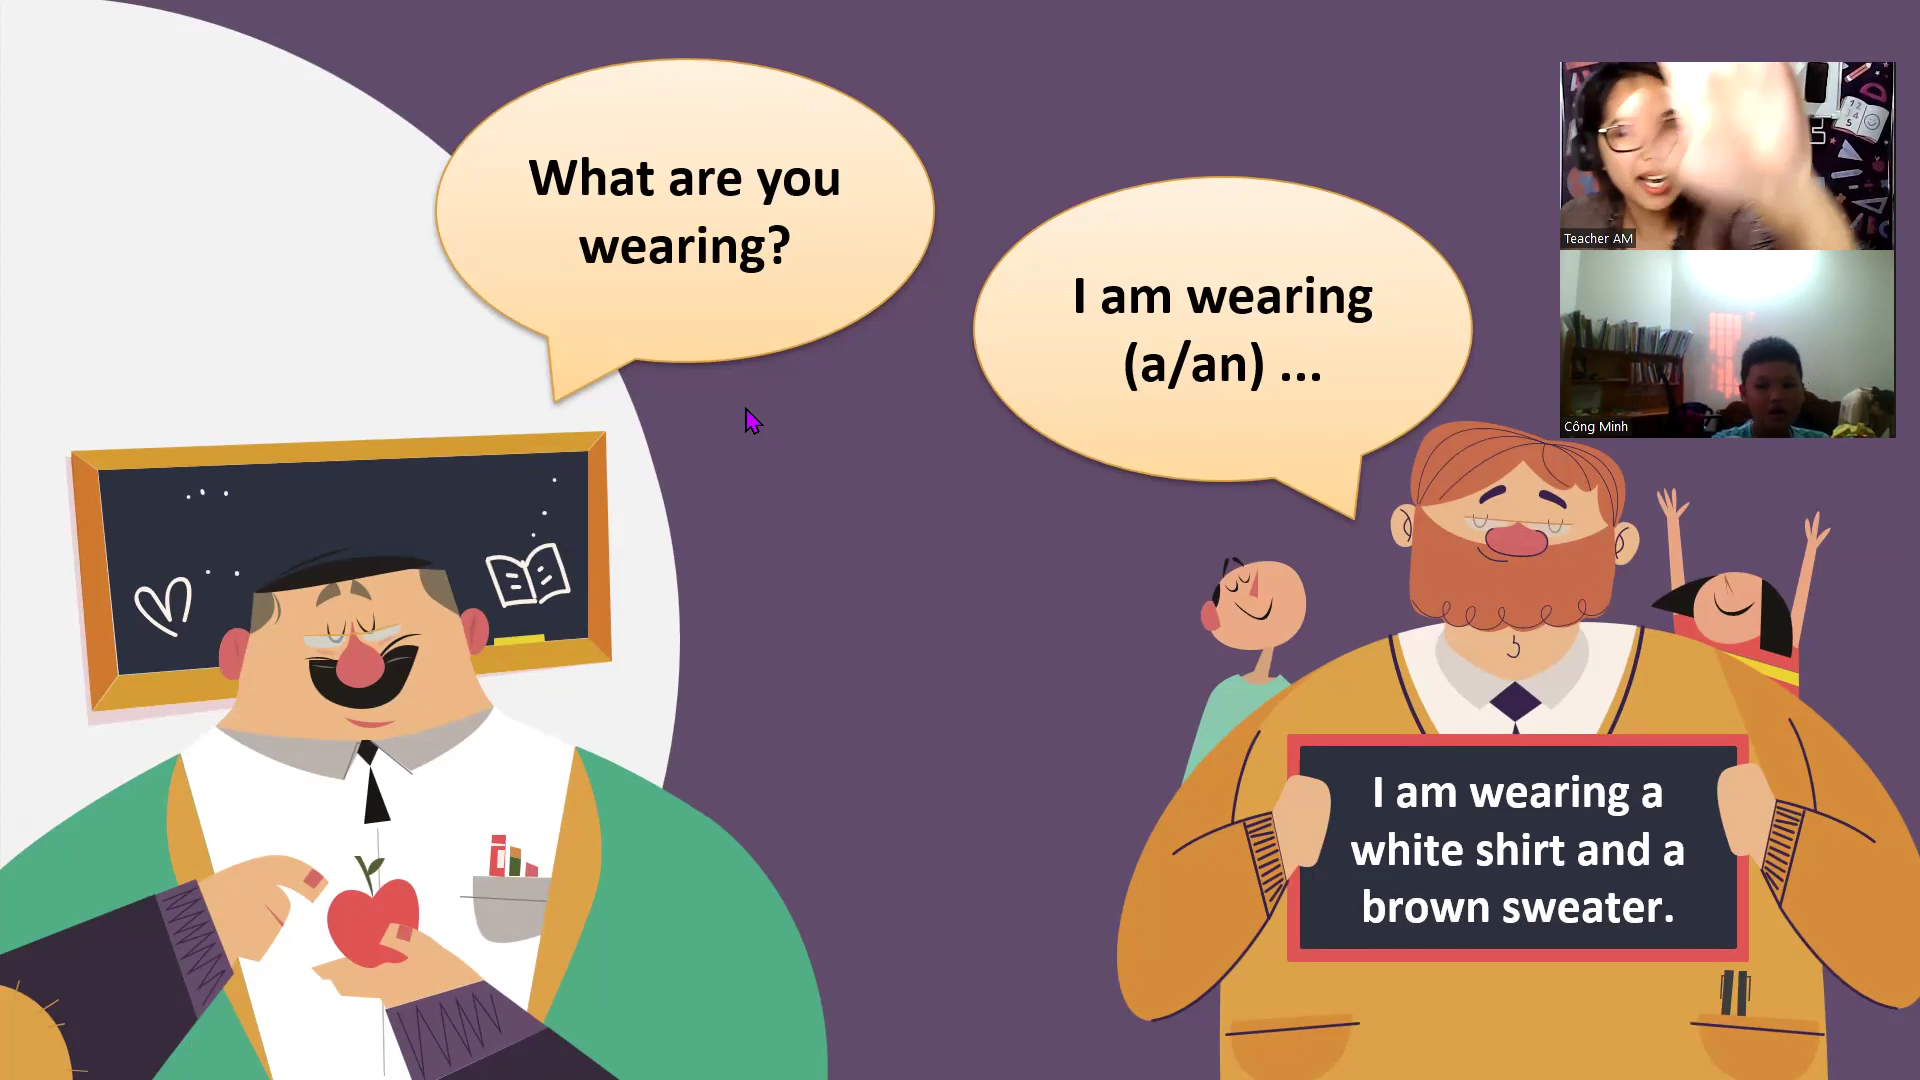 What are you
wearing?
I am wearing
(a/an) ...
Teacher AM
Công Minh
I am wearing a
white shirt and a
brown sweater.